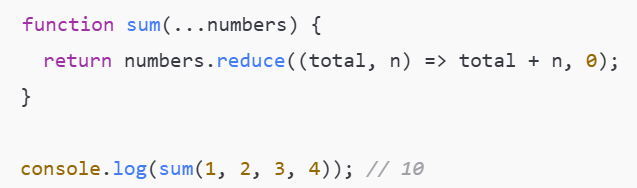 function sum(...numbers) {
  return numbers.reduce((total, n) => total + n, 0);
}
console.log(sum(1, 2, 3, 4)); // 10